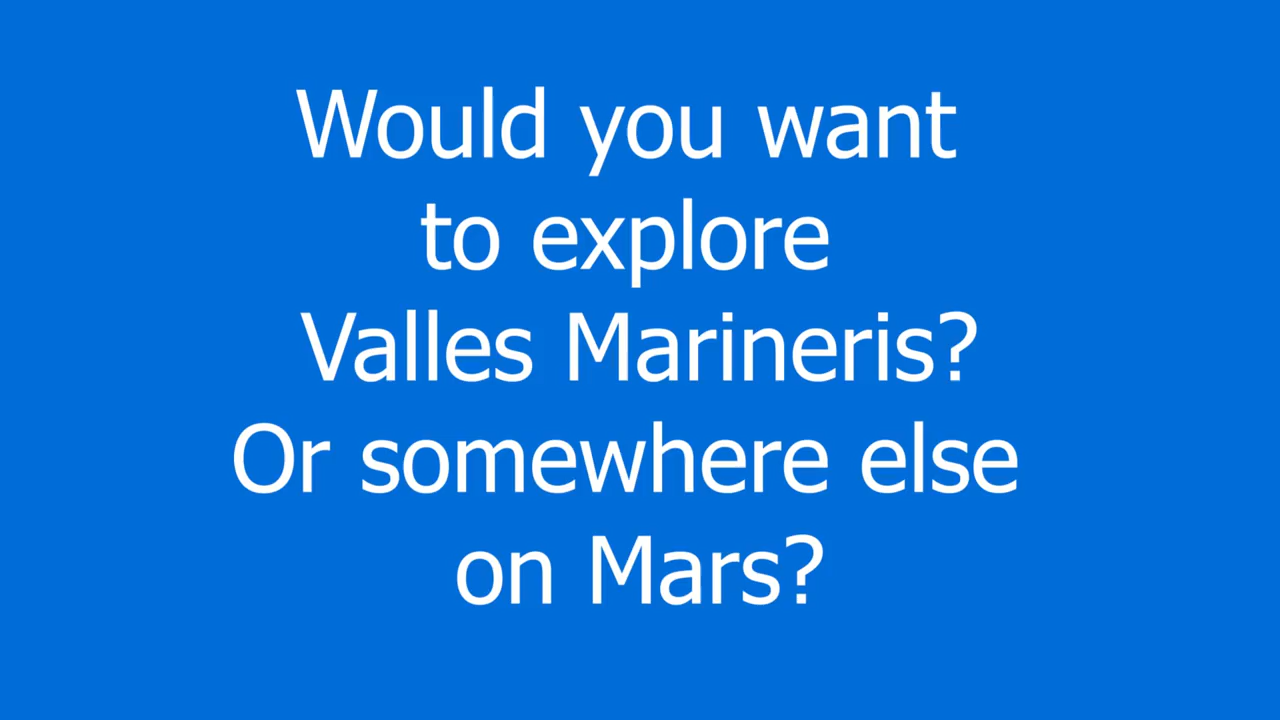 Would you want
to explore
Valles Marineris?
Or somewhere else
on Mars?